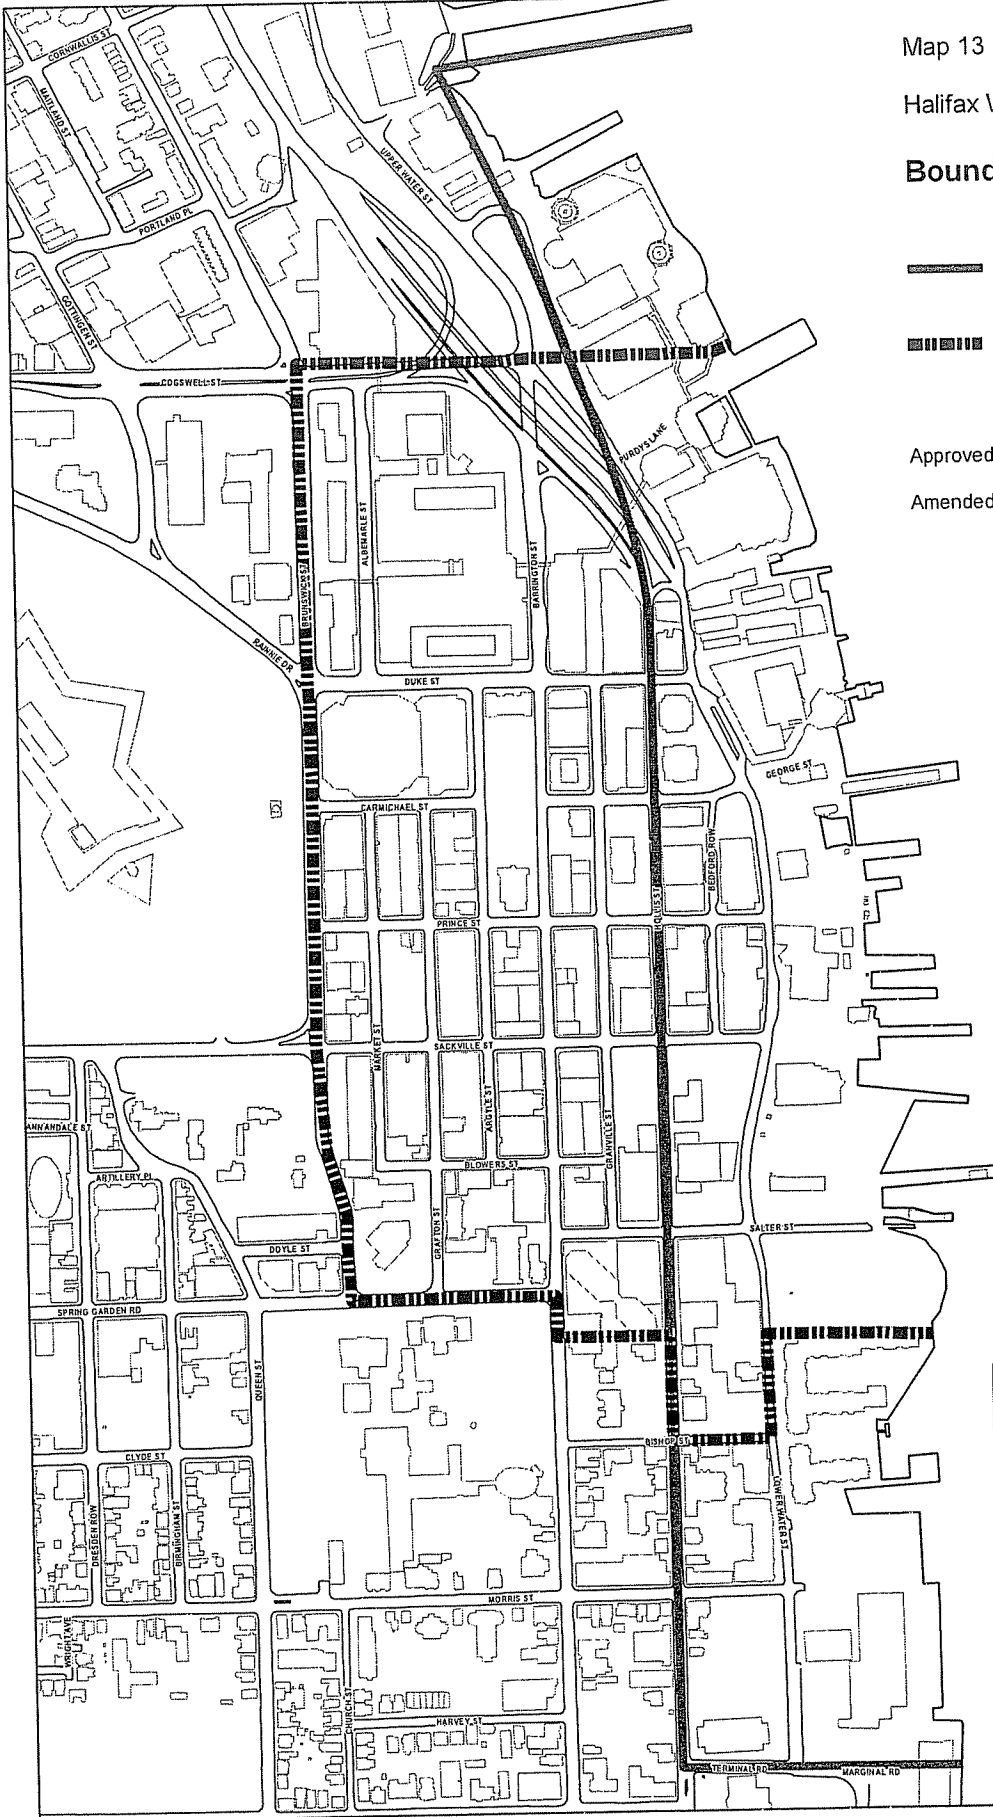 Map 13
Halifax
Bound
Approved
Amended
CORNWALLIS ST
MAITLAND ST
UPPER WATER ST
PORTLAND PL
GOTTINGEN ST
COGSWELL ST
PURDYS LANE
ALBEMARLE ST
BARRINGTON ST
BRUNSWICK ST
RAINNIE DR
DUKE ST
GEORGE ST
CARMICHAEL ST
BEDFORD ROW
HOLLIS ST
PRINCE ST
MARKET ST
SACKVILLE ST
ARGYLE ST
GRANVILLE ST
ANNANDALE ST
BLOWERS ST
ARTILLERY PL
GRAFTON ST
SALTER ST
DOYLE ST
SPRING GARDEN RD
QUEEN ST
BISHOP ST
CLYDE ST
LOWER WATER ST
DRESDEN ROW
BIRMINGHAM ST
MORRIS ST
WRIGHT AVE
CHURCH ST
HARVEY ST
TERMINAL RD
MARGINAL RD